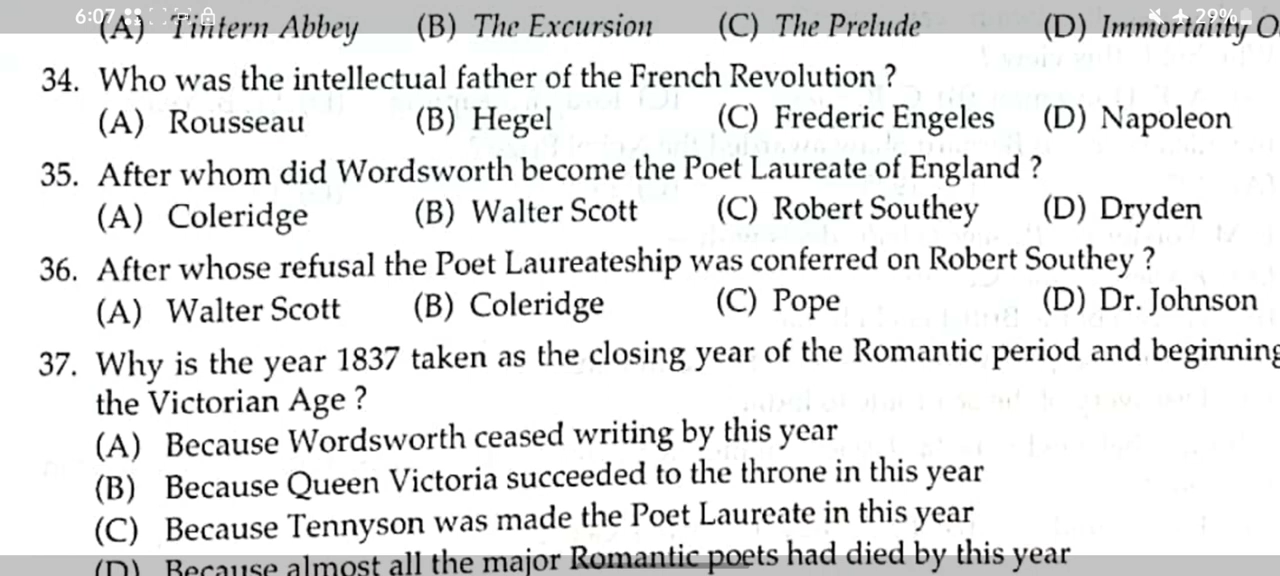 6:07 29%
(A) Tintern Abbey (B) The Excursion (C) The Prelude (D) Immortality
34. Who was the intellectual father of the French Revolution ?
(A) Rousseau (B) Hegel (C) Frederic Engeles (D) Napoleon
35. After whom did Wordsworth become the Poet Laureate of England ?
(A) Coleridge (B) Walter Scott (C) Robert Southey (D) Dryden
36. After whose refusal the Poet Laureateship was conferred on Robert Southey ?
(A) Walter Scott (B) Coleridge (C) Pope (D) Dr. Johnson
37. Why is the year 1837 taken as the closing year of the Romantic period and beginning
the Victorian Age ?
(A) Because Wordsworth ceased writing by this year
(B) Because Queen Victoria succeeded to the throne in this year
(C) Because Tennyson was made the Poet Laureate in this year
(D) Because almost all the major Romantic poets had died by this year